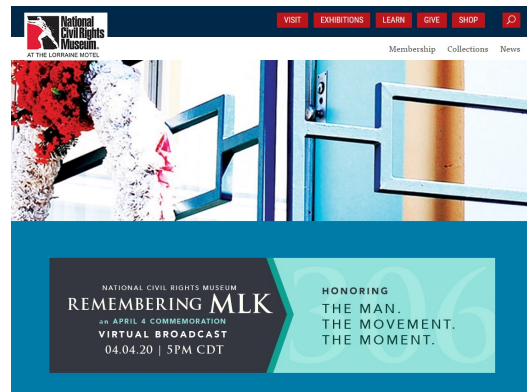 National
Civil Rights
Museum
AT THE LORRAINE MOTEL
VISIT EXHIBITIONS LEARN GIVE SHOP
Membership Collections News
NATIONAL CIVIL RIGHTS MUSEUM
REMEMBERING MLK
an APRIL 4 COMMEMORATION
VIRTUAL BROADCAST
04.04.20 | 5PM CDT
306
HONORING
THE MAN.
THE MOVEMENT.
THE MOMENT.